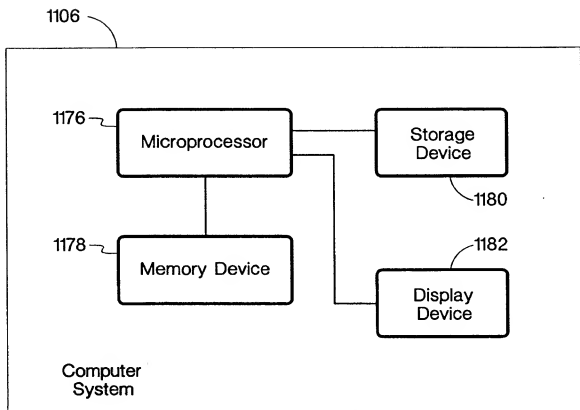 1106
1176
Microprocessor
Storage
Device
1180
1178
Memory Device
1182
Display
Device
Computer
System